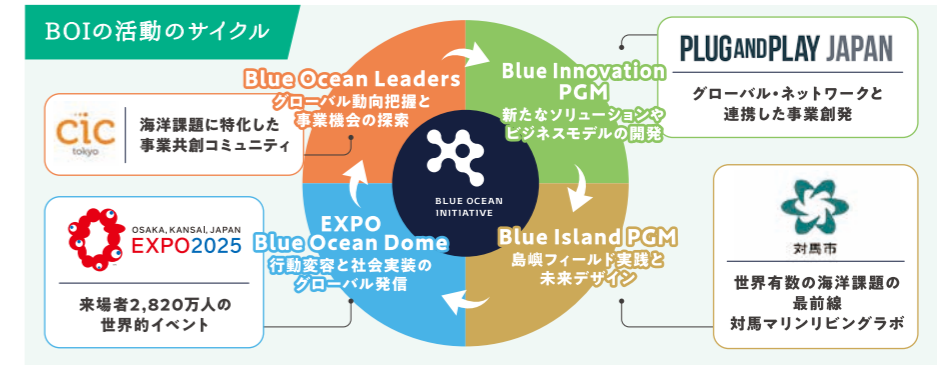 BOIの活動のサイクル
Blue Ocean Leaders
グローバル動向把握と
事業機会の探索
Blue Innovation
PGM
新たなソリューションや
ビジネスモデルの開発
PLUG AND PLAY JAPAN
グローバル・ネットワークと
連携した事業創発
cic
tokyo
海洋課題に特化した
事業共創コミュニティ
BLUE OCEAN
INITIATIVE
OSAKA, KANSAI, JAPAN
EXPO2025
来場者2,820万人の
世界的イベント
EXPO
Blue Ocean Dome
行動変容と社会実装の
グローバル発信
Blue Island PGM
島嶼フィールド実践と
未来デザイン
対馬市
世界有数の海洋課題の
最前線
対馬マリンリビングラボ